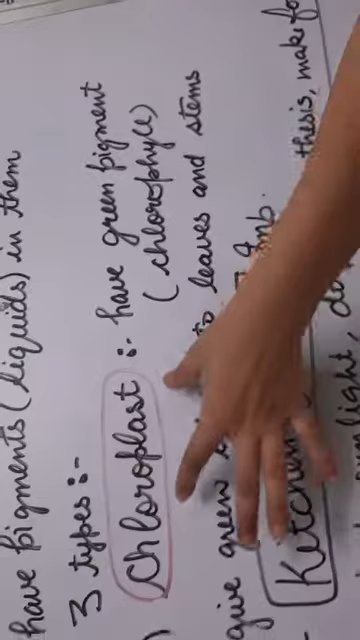 have pigments (liquids) in them
3 types :-
) Chloroplast :- have green pigment
(chlorophyll)
give green to leaves and stems
- Kitchen
thesis, make fo
sunlight,